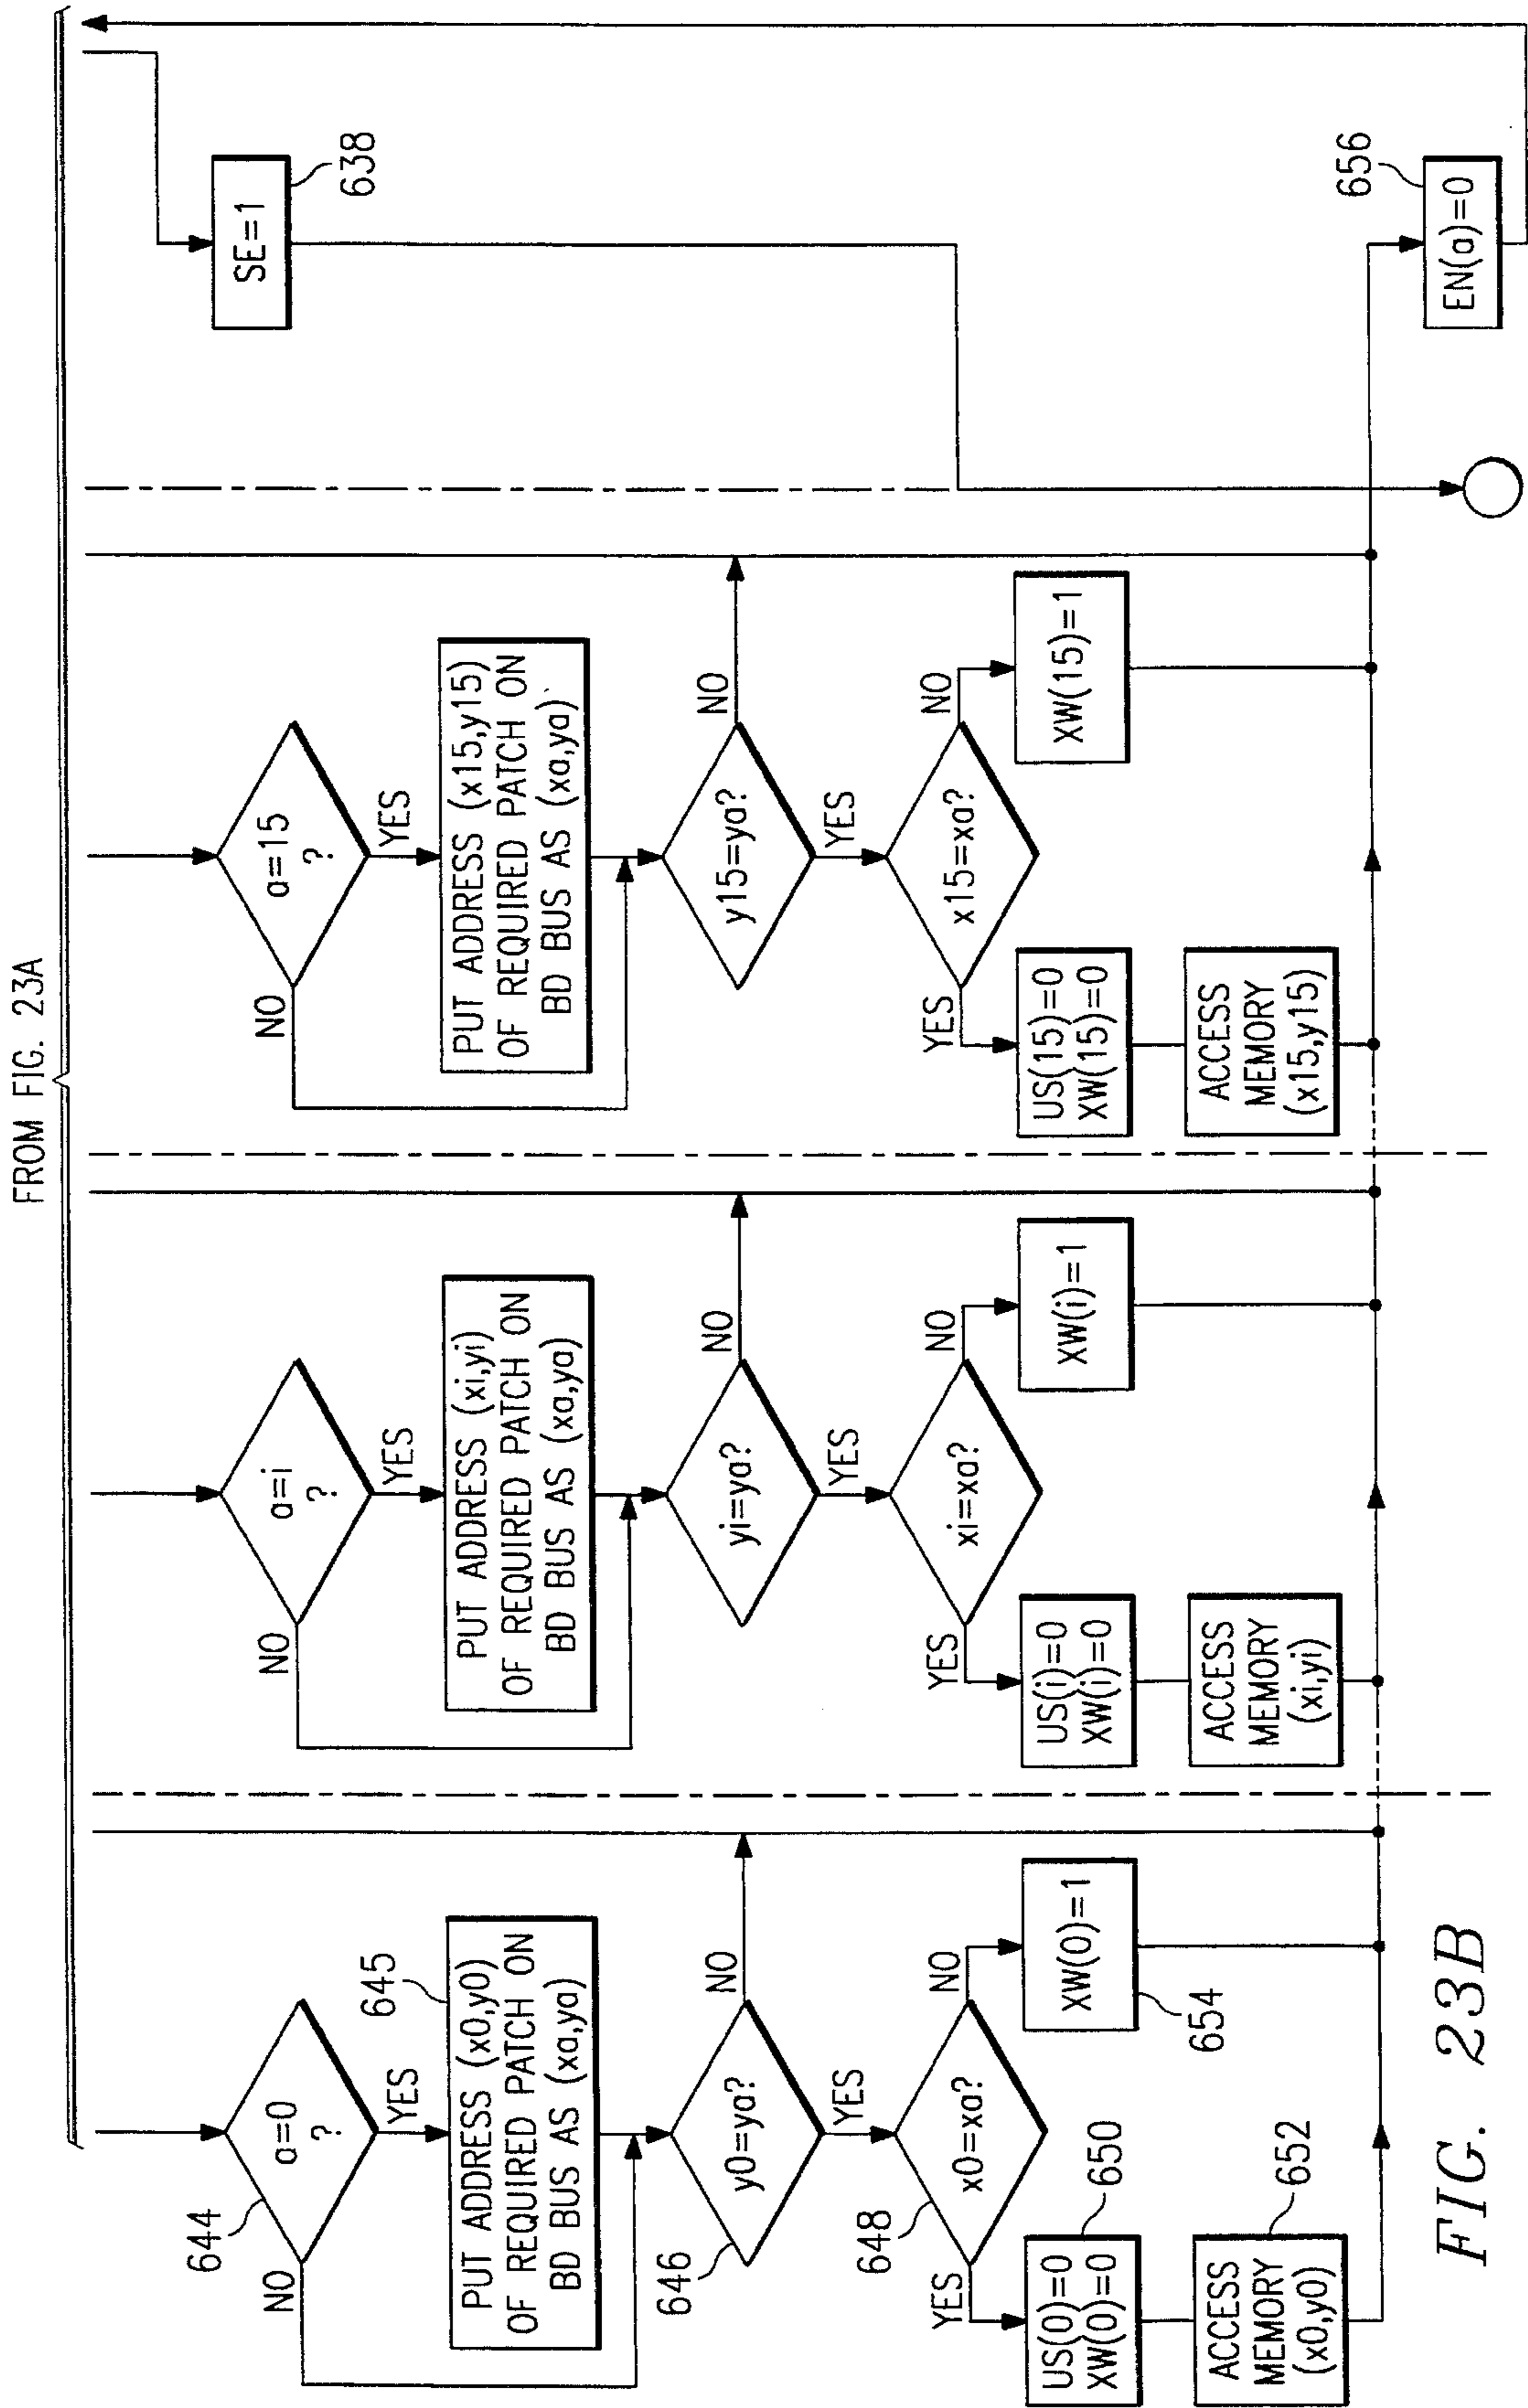 FROM FIG. 23A
644
a=0
?
NO
YES
645
PUT ADDRESS (x0,y0)
OF REQUIRED PATCH ON
BD BUS AS (xa,ya)
646
y0=ya?
NO
YES
648
x0=xa?
YES
NO
650
US(0)=0
XW(0)=0
XW(0)=1
654
652
ACCESS
MEMORY
(x0,y0)
a=i
?
NO
YES
PUT ADDRESS (xi,yi)
OF REQUIRED PATCH ON
BD BUS AS (xa,ya)
yi=ya?
NO
YES
xi=xa?
YES
NO
US(i)=0
XW(i)=0
XW(i)=1
ACCESS
MEMORY
(xi,yi)
a=15
?
NO
YES
PUT ADDRESS (x15,y15)
OF REQUIRED PATCH ON
BD BUS AS (xa,ya)
y15=ya?
NO
YES
x15=xa?
YES
NO
US(15)=0
XW(15)=0
XW(15)=1
ACCESS
MEMORY
(x15,y15)
SE=1
638
656
EN(a)=0
FIG. 23B